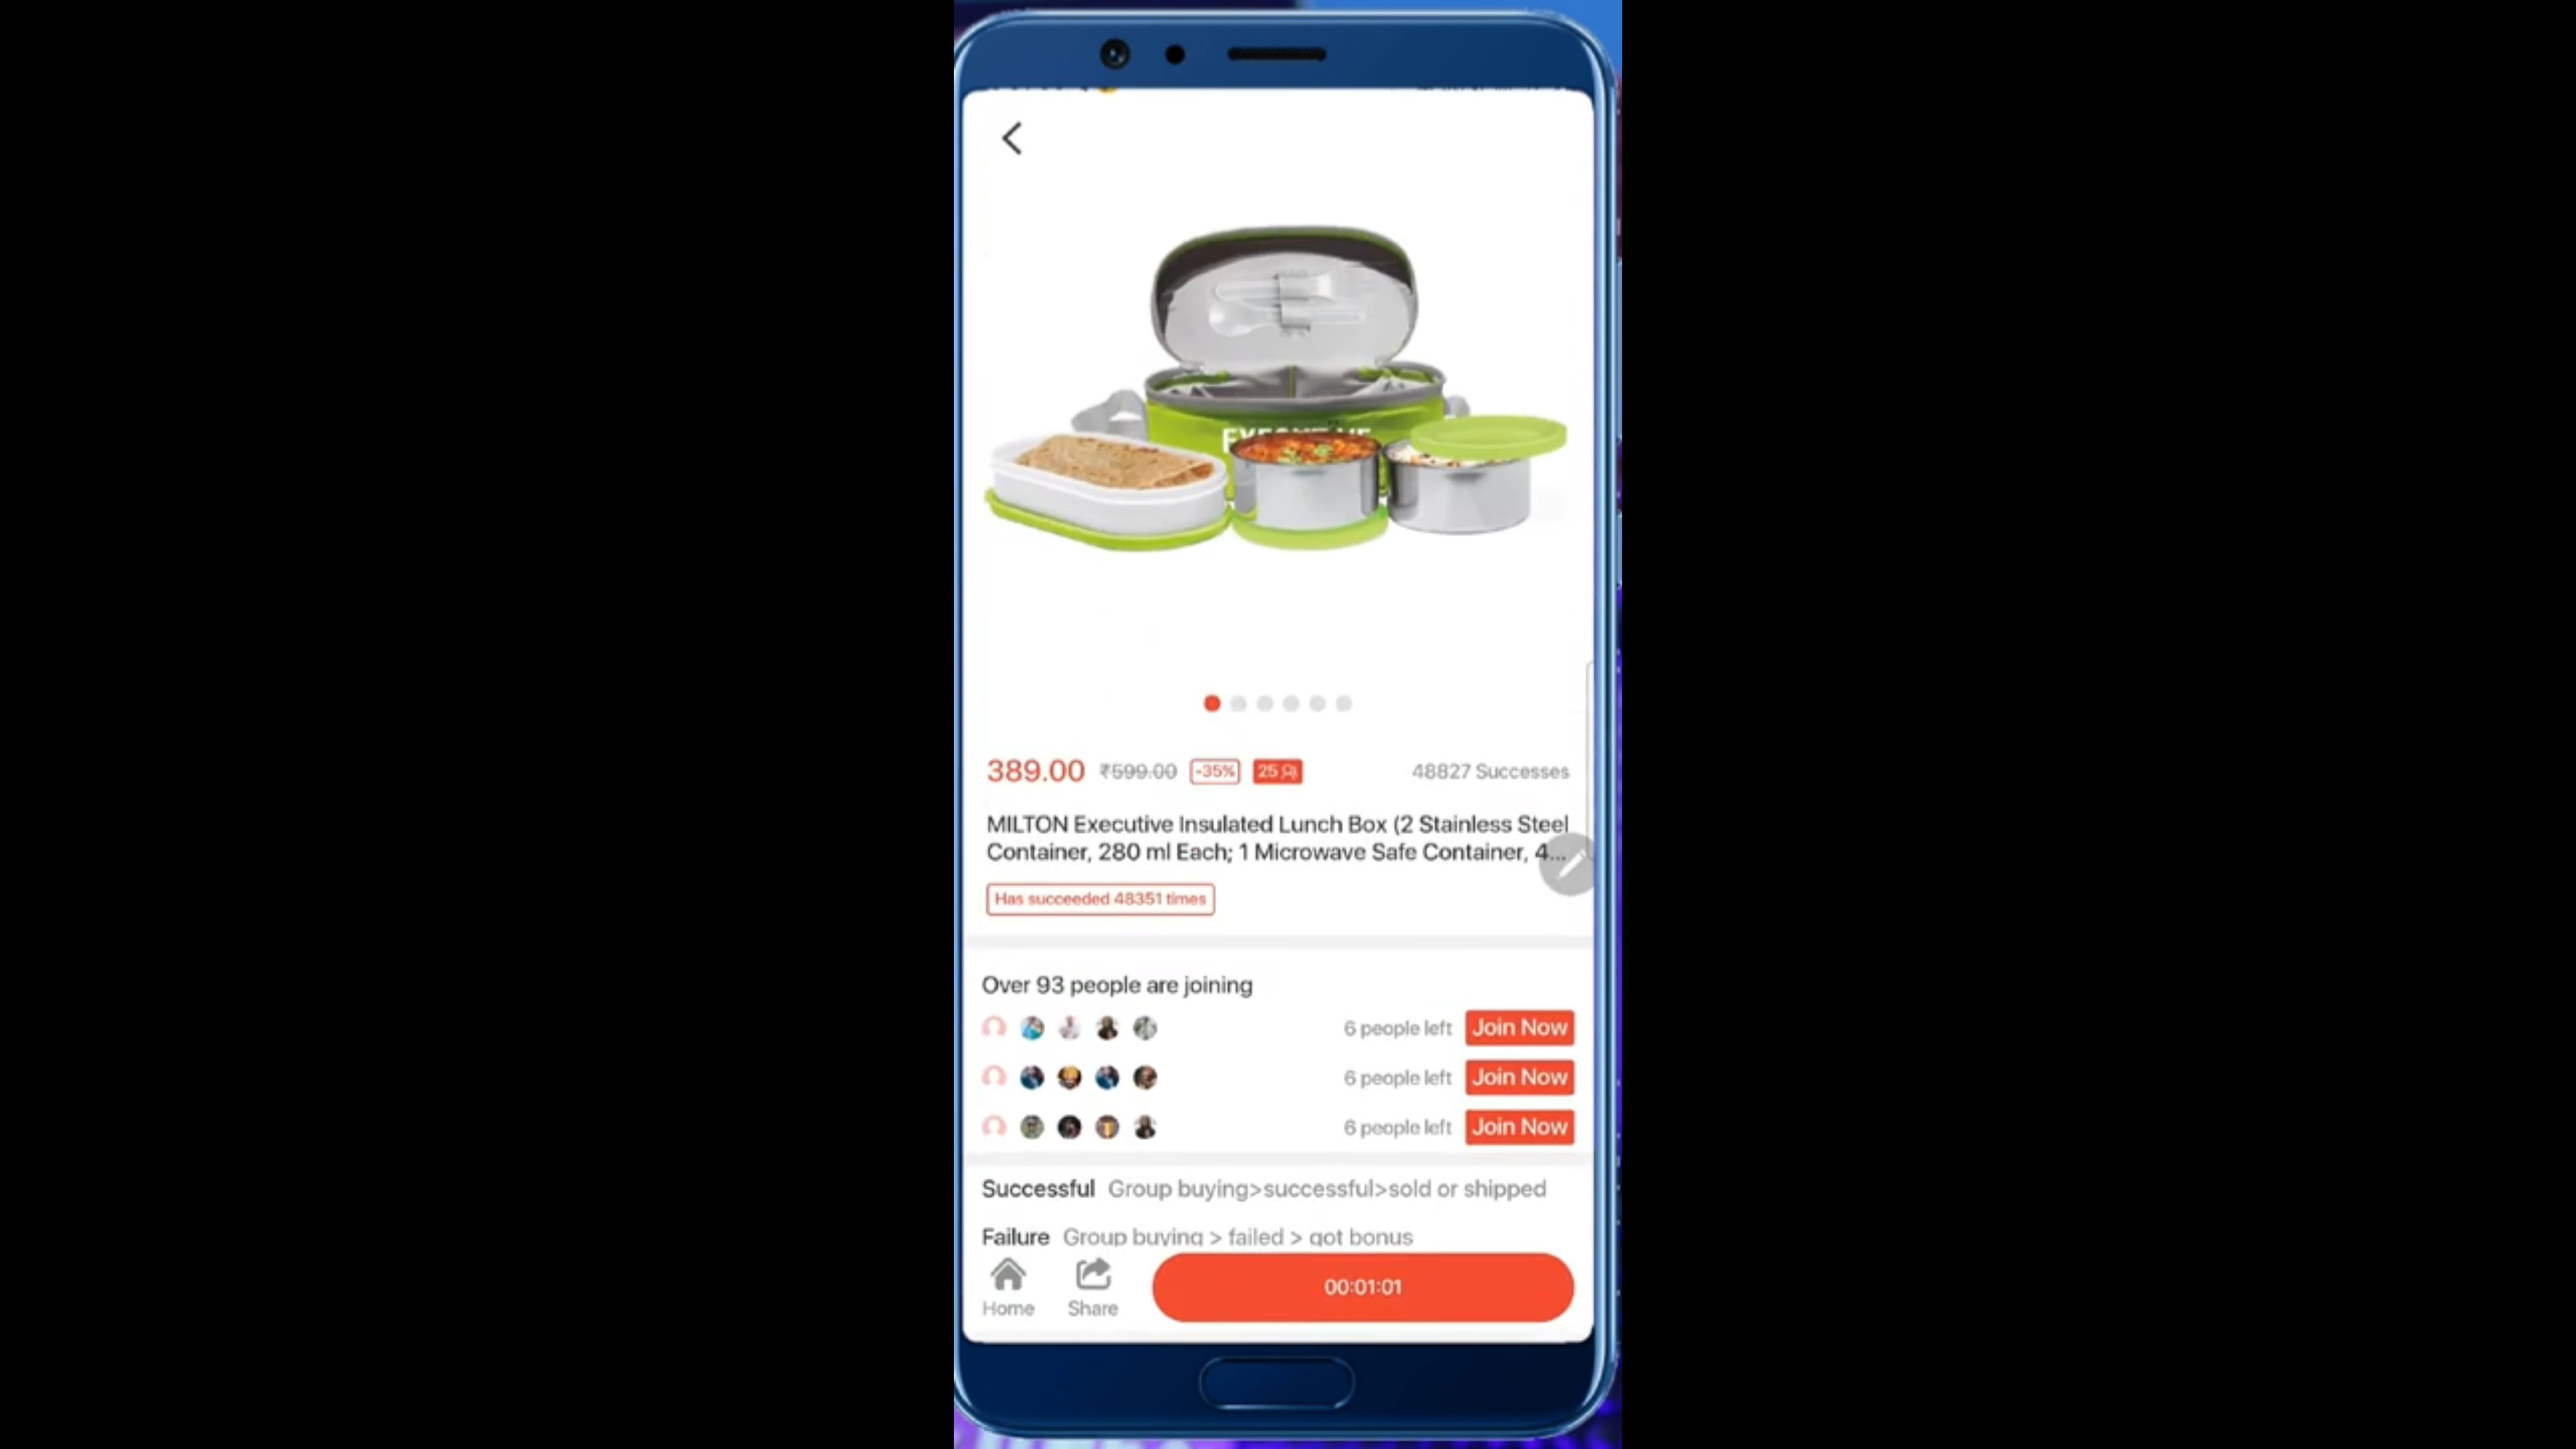 389.00 ₹599.00 -35% 25 48827 Successes
MILTON Executive Insulated Lunch Box (2 Stainless Steel
Container, 280 ml Each; 1 Microwave Safe Container, 4...
Has succeeded 48351 times
Over 93 people are joining
6 people left Join Now
6 people left Join Now
6 people left Join Now
Successful Group buying>successful>sold or shipped
Failure Group buying > failed > got bonus
00:01:01
Home Share